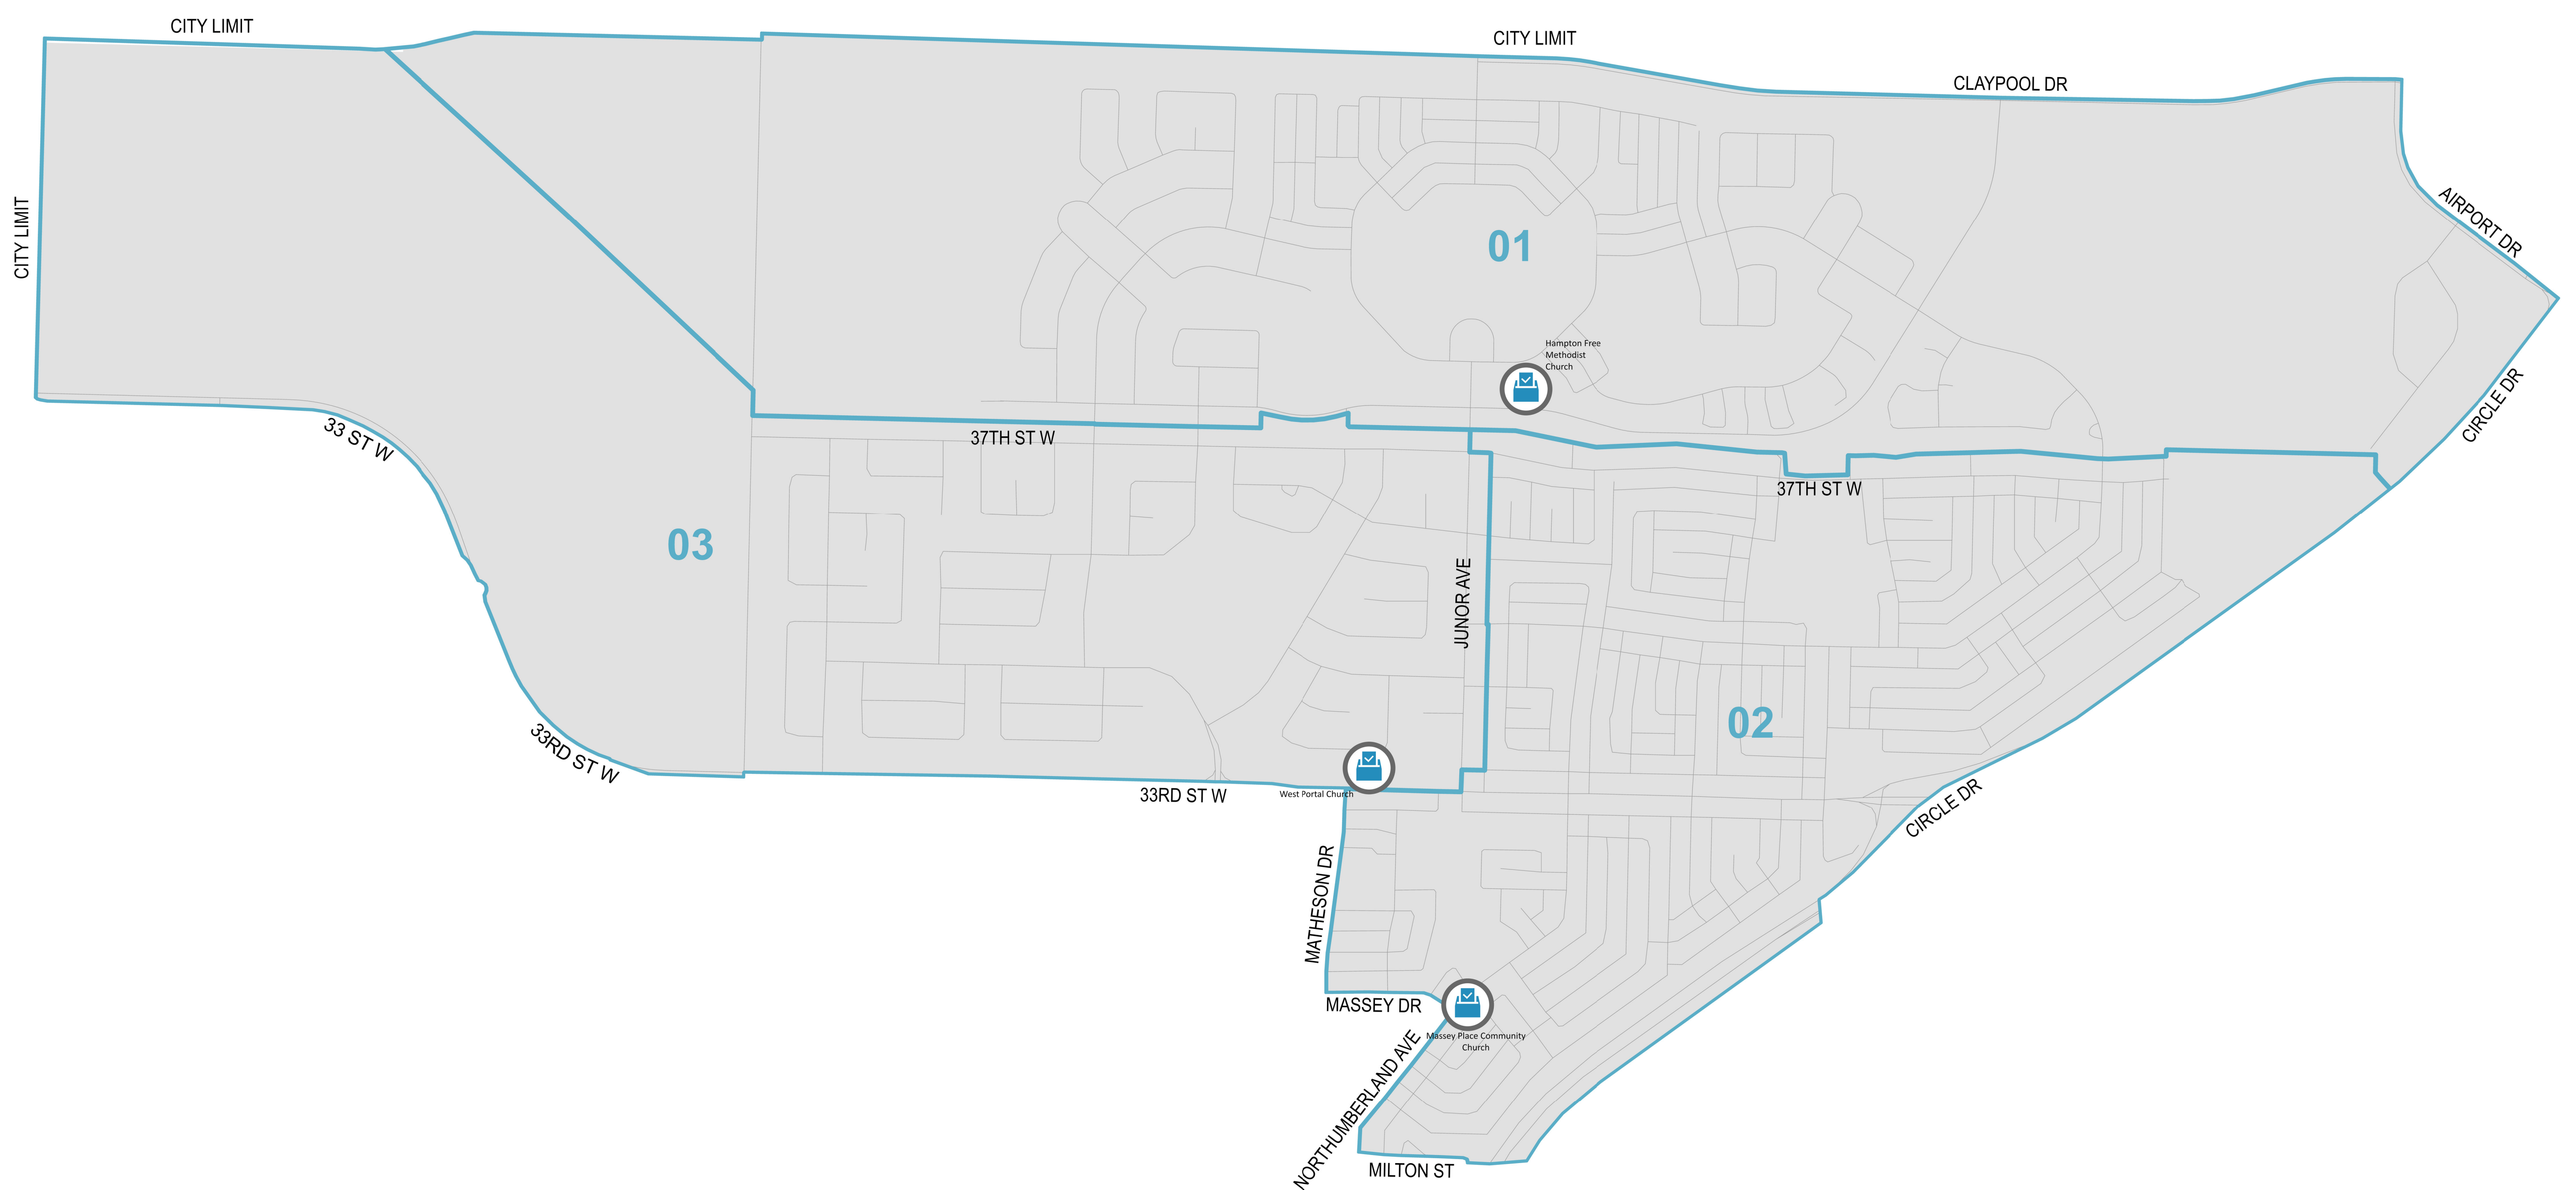 CITY LIMIT
CITY LIMIT
CLAYPOOL DR
CITY LIMIT
AIRPORT DR
01
Hampton Free
Methodist
Church
CIRCLE DR
33 ST W
37TH ST W
37TH ST W
03
JUNOR AVE
02
33RD ST W
33RD ST W
West Portal Church
CIRCLE DR
MATHESON DR
MASSEY DR
Massey Place Community
Church
NORTHUMBERLAND AVE
MILTON ST